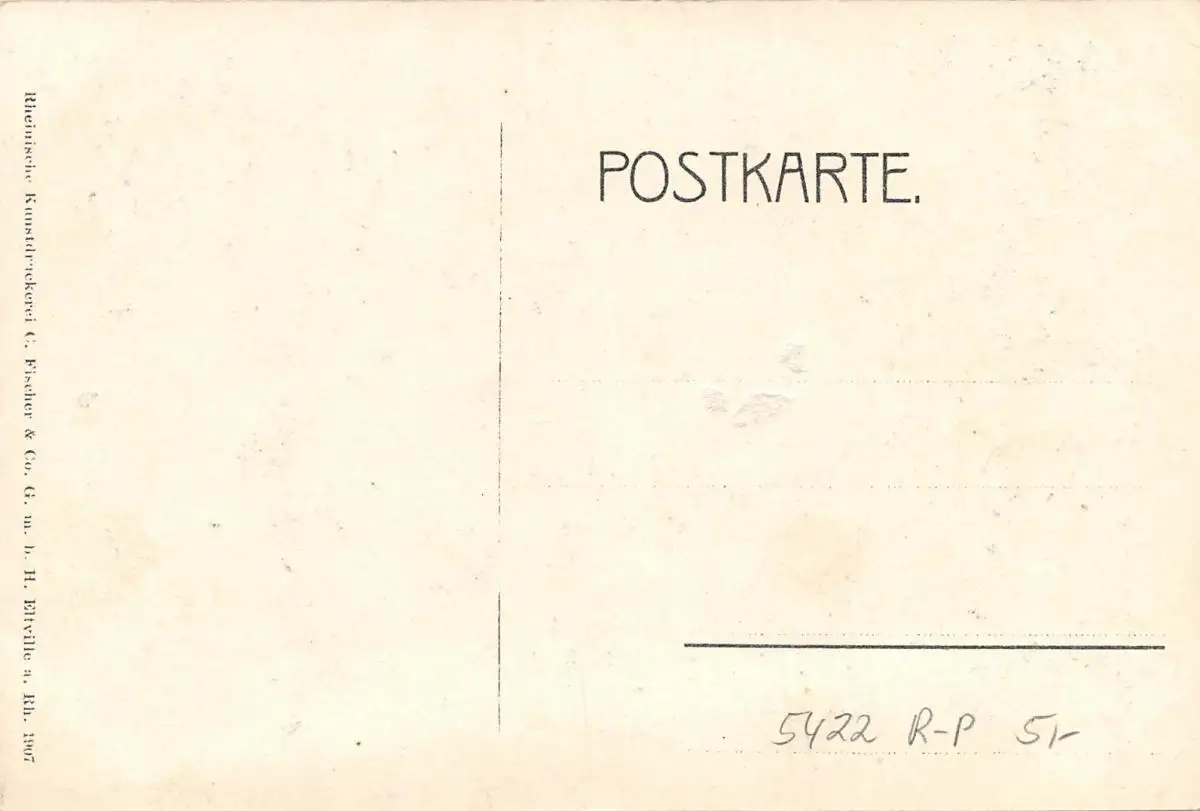 POSTKARTE.
Rheinische Kunstdruckerei C. Fischer & Co. G. m. b. H. Eltville a. Rh. 1907
5422 R-P 5,-